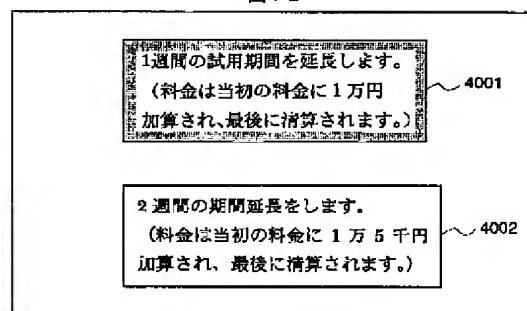 1週間の試用期間を延長します。
(料金は当初の料金に1万円
加算され、最後に清算されます。)
4001
2週間の期間延長をします。
(料金は当初の料金に1万5千円
加算され、最後に清算されます。)
4002